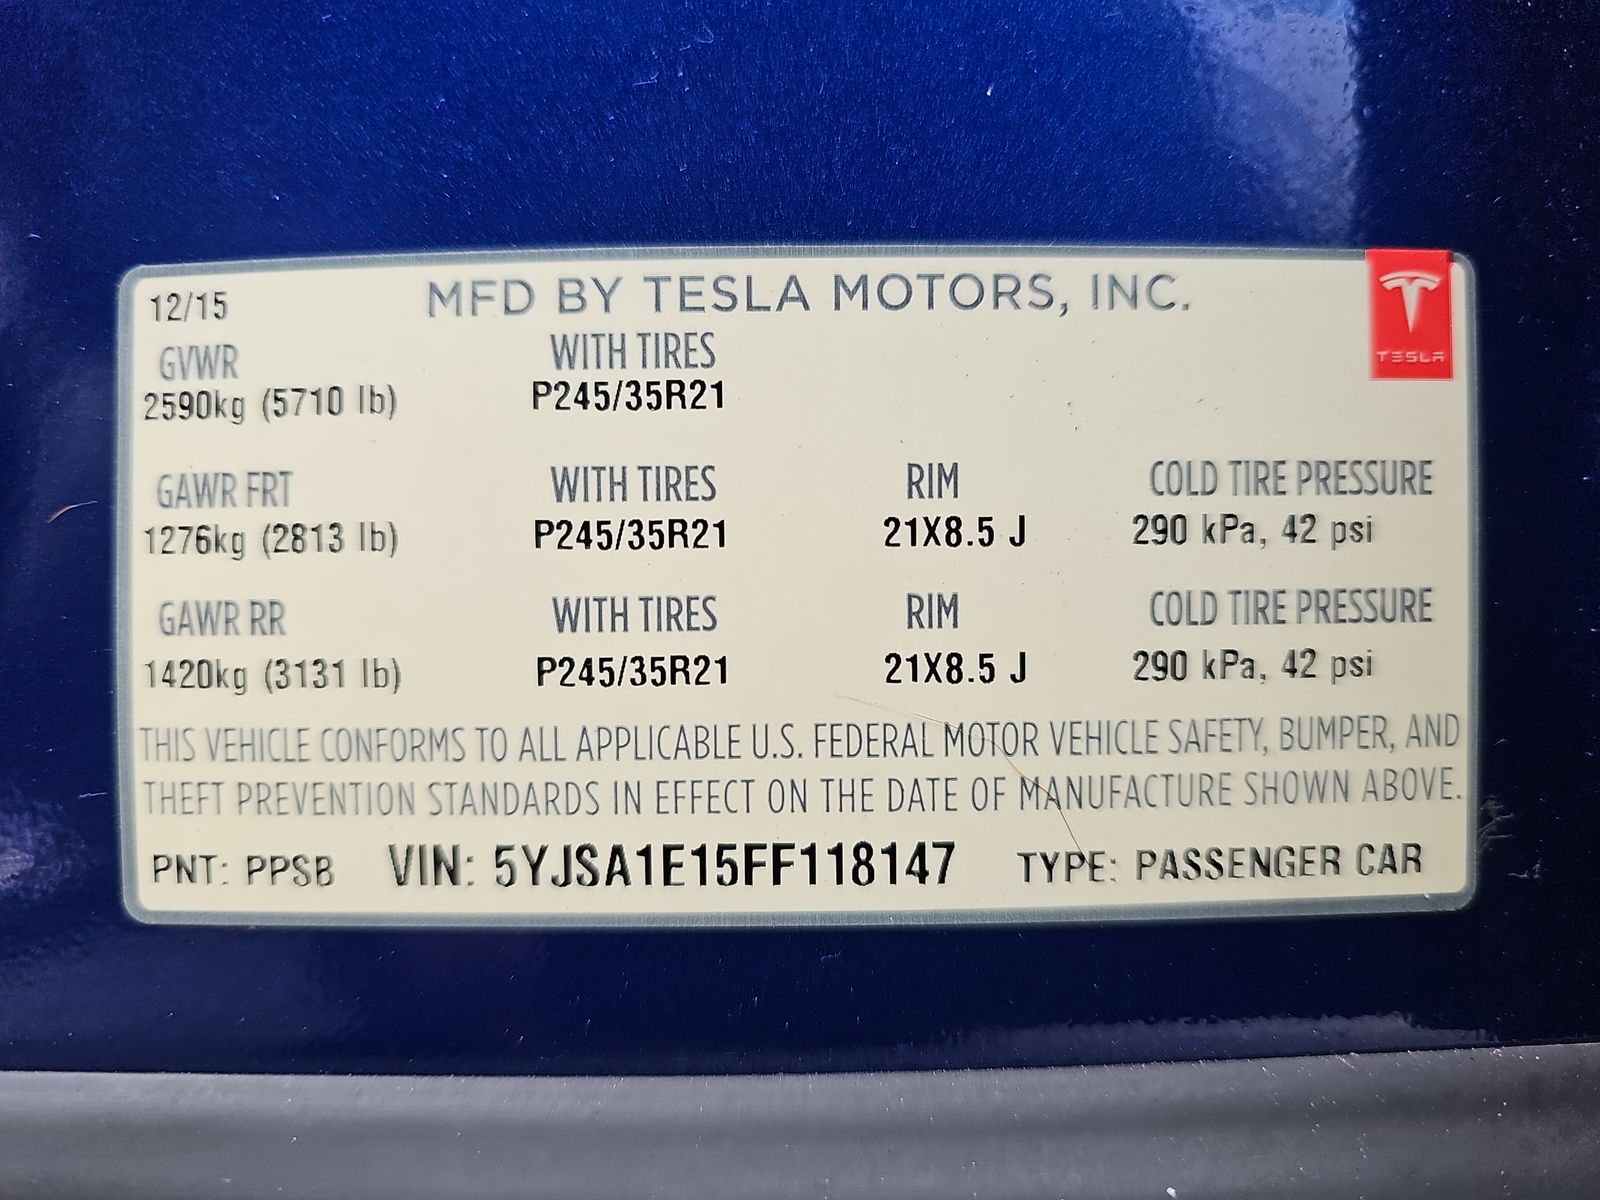 12/15 MFD BY TESLA MOTORS, INC.
TESLA
GVWR WITH TIRES
2590kg (5710 lb) P245/35R21
GAWR FRT WITH TIRES RIM COLD TIRE PRESSURE
1276kg (2813 lb) P245/35R21 21X8.5 J 290 kPa, 42 psi
GAWR RR WITH TIRES RIM COLD TIRE PRESSURE
1420kg (3131 lb) P245/35R21 21X8.5 J 290 kPa, 42 psi
THIS VEHICLE CONFORMS TO ALL APPLICABLE U.S. FEDERAL MOTOR VEHICLE SAFETY, BUMPER, AND
THEFT PREVENTION STANDARDS IN EFFECT ON THE DATE OF MANUFACTURE SHOWN ABOVE.
PNT: PPSB VIN: 5YJSA1E15FF118147 TYPE: PASSENGER CAR